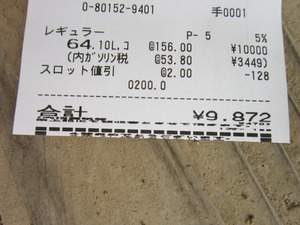 0-80152-9401 手0001
レギュラー P- 5 5%
64.10L,コ @156.00 ¥10000
(内ガソリン税 @53.80 ¥3449)
スロット値引 @2.00 -128
0200.0
合計 ¥9,872